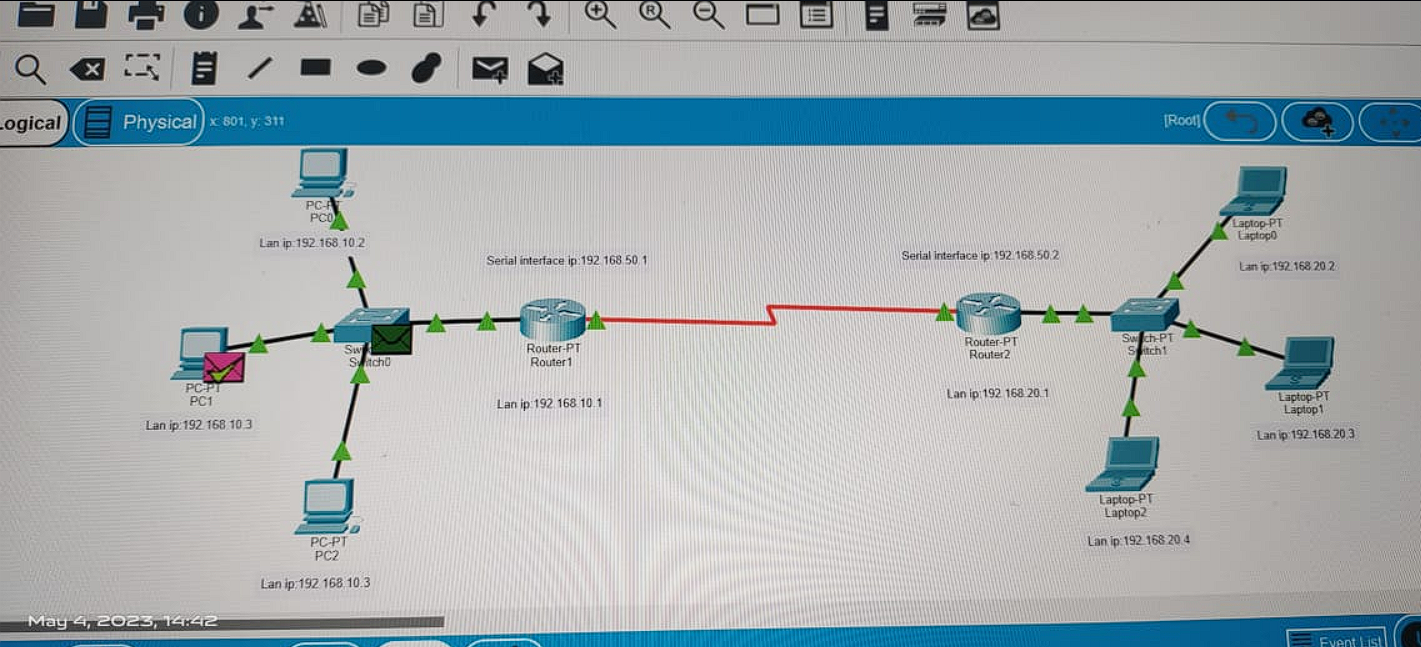 Logical
Physical
x: 801, y: 311
[Root]
PC-PT
PC0
Lan ip:192.168.10.2
Serial interface ip:192.168.50.1
Serial interface ip:192.168.50.2
Laptop-PT
Laptop0
Lan ip:192.168.20.2
Switch0
Router-PT
Router1
Router-PT
Router2
Switch-PT
Switch1
PC-PT
PC1
Lan ip:192.168.10.3
Lan ip:192.168.10.1
Lan ip:192.168.20.1
Laptop-PT
Laptop1
Lan ip:192.168.20.3
PC-PT
PC2
Lan ip:192.168.10.3
Laptop-PT
Laptop2
Lan ip:192.168.20.4
May 4, 2023, 14:42
Event List